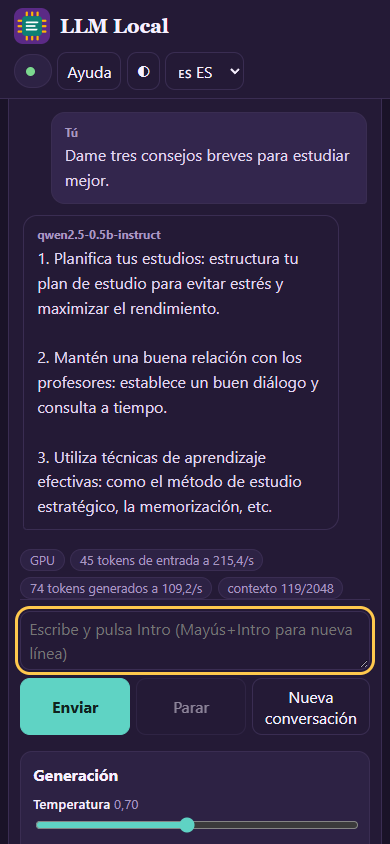 LLM Local
Ayuda
ES ES
Tú
Dame tres consejos breves para estudiar
mejor.
qwen2.5-0.5b-instruct
1. Planifica tus estudios: estructura tu
plan de estudio para evitar estrés y
maximizar el rendimiento.
2. Mantén una buena relación con los
profesores: establece un buen diálogo y
consulta a tiempo.
3. Utiliza técnicas de aprendizaje
efectivas: como el método de estudio
estratégico, la memorización, etc.
GPU
45 tokens de entrada a 215,4/s
74 tokens generados a 109,2/s
contexto 119/2048
Escribe y pulsa Intro (Mayús+Intro para nueva
línea)
Enviar
Parar
Nueva
conversación
Generación
Temperatura 0,70